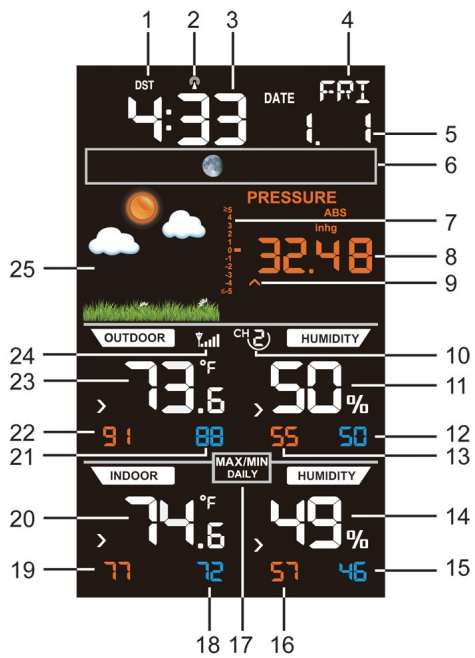 1 2 3 4
DST
4:33 DATE FRI
1. 1 5
6
PRESSURE
ABS
inhg
≥5
4
3
2
1
0
-1
-2
-3
-4
≤-5
7
32.48 8
9
25
OUTDOOR CH 2 HUMIDITY
24 10
23 73.6 °F 50% 11
22 91 88 55 50 12
21 13
MAX/MIN
DAILY
INDOOR HUMIDITY
20 74.6 °F 49% 14
19 77 72 57 46 15
18 17 16